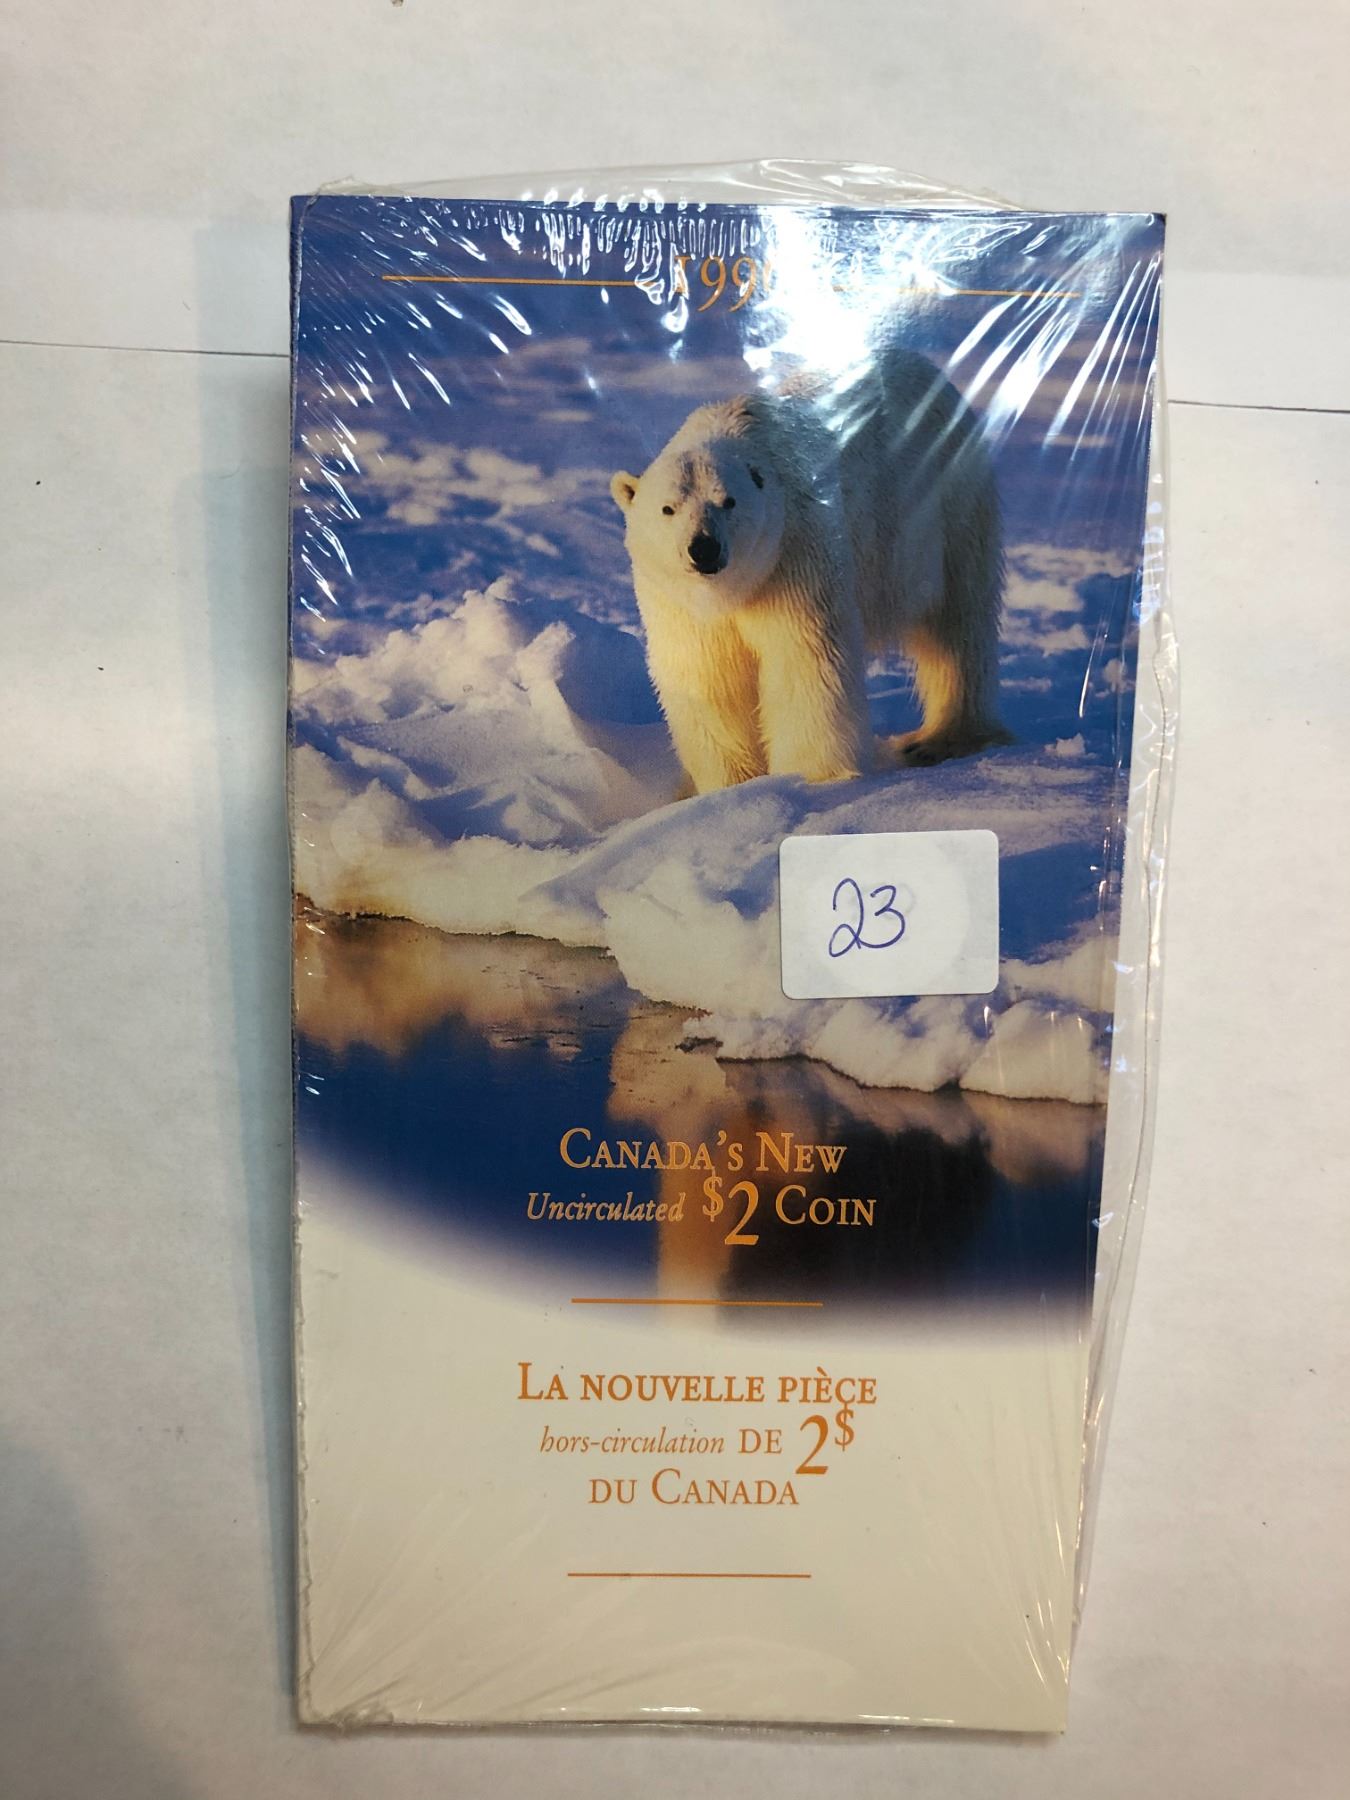 23
CANADA'S NEW
Uncirculated $2 COIN
LA NOUVELLE PIÈCE
hors-circulation DE 2$
DU CANADA